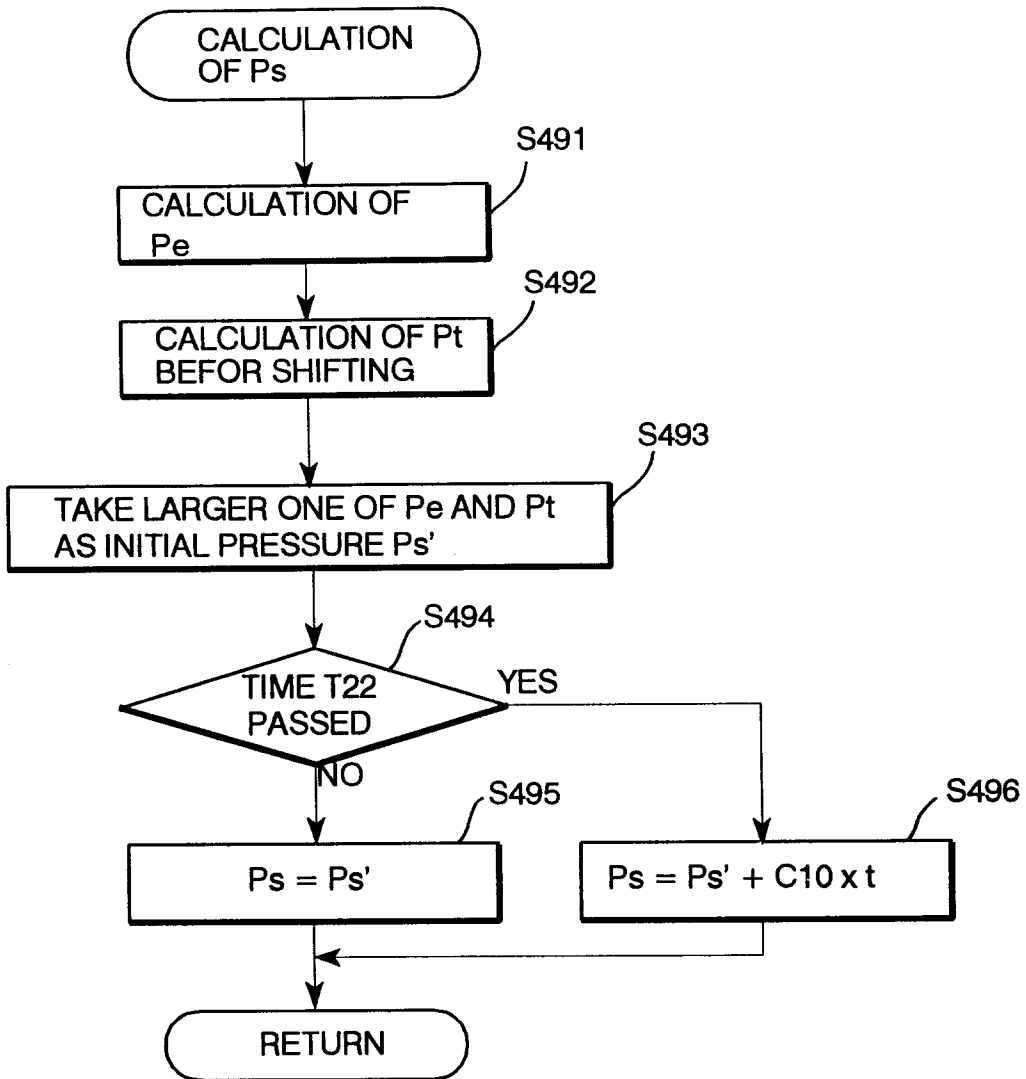 CALCULATION
OF Ps
S491
CALCULATION OF
Pe
S492
CALCULATION OF Pt
BEFOR SHIFTING
S493
TAKE LARGER ONE OF Pe AND Pt
AS INITIAL PRESSURE Ps'
S494
TIME T22
PASSED
YES
NO
S495
Ps = Ps'
S496
Ps = Ps' + C10 x t
RETURN